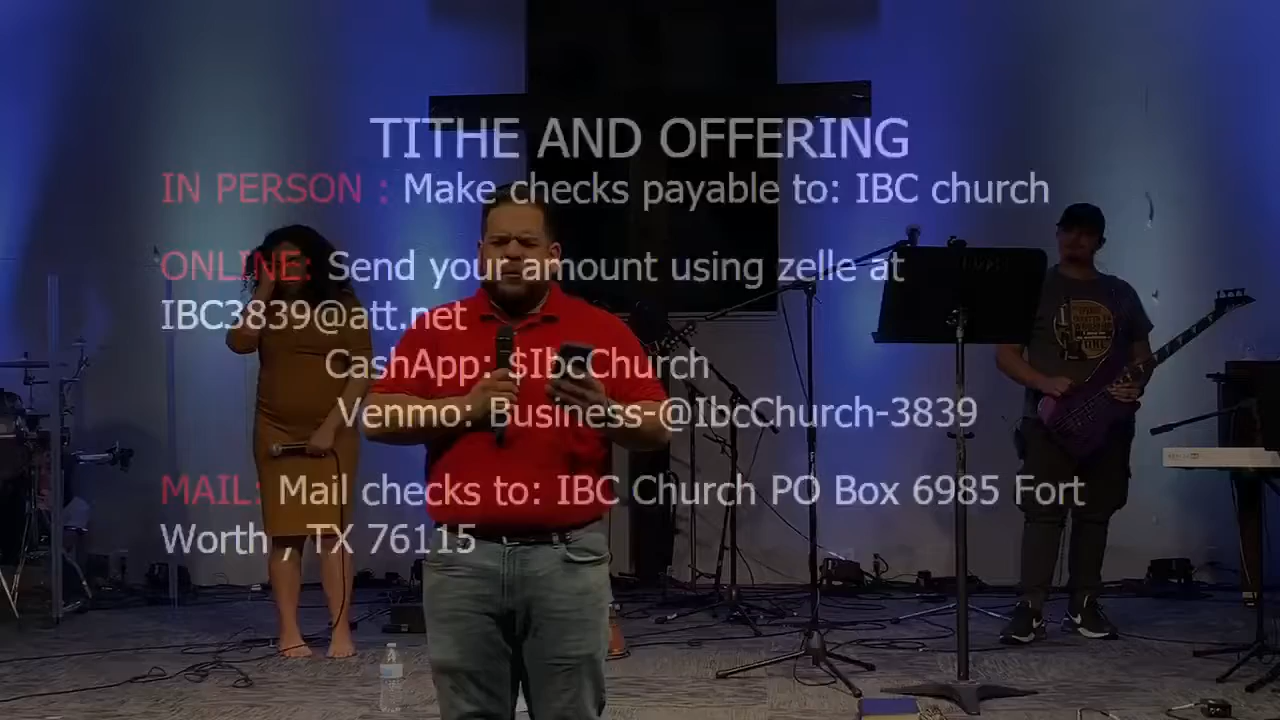 TITHE AND OFFERING
IN PERSON : Make checks payable to: IBC church
ONLINE: Send your amount using zelle at
IBC3839@att.net
CashApp: $IbcChurch
Venmo: Business-@IbcChurch-3839
MAIL: Mail checks to: IBC Church PO Box 6985 Fort
Worth , TX 76115